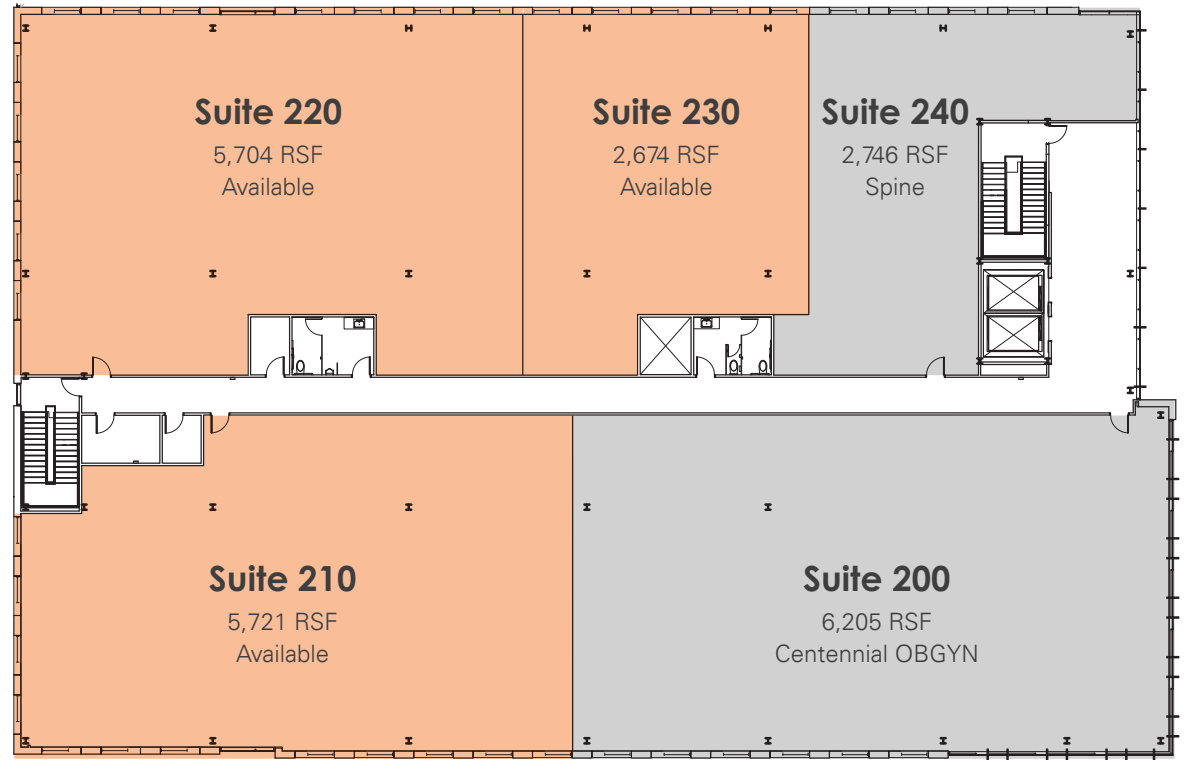 Suite 220
5,704 RSF
Available
Suite 230
2,674 RSF
Available
Suite 240
2,746 RSF
Spine
Suite 210
5,721 RSF
Available
Suite 200
6,205 RSF
Centennial OBGYN